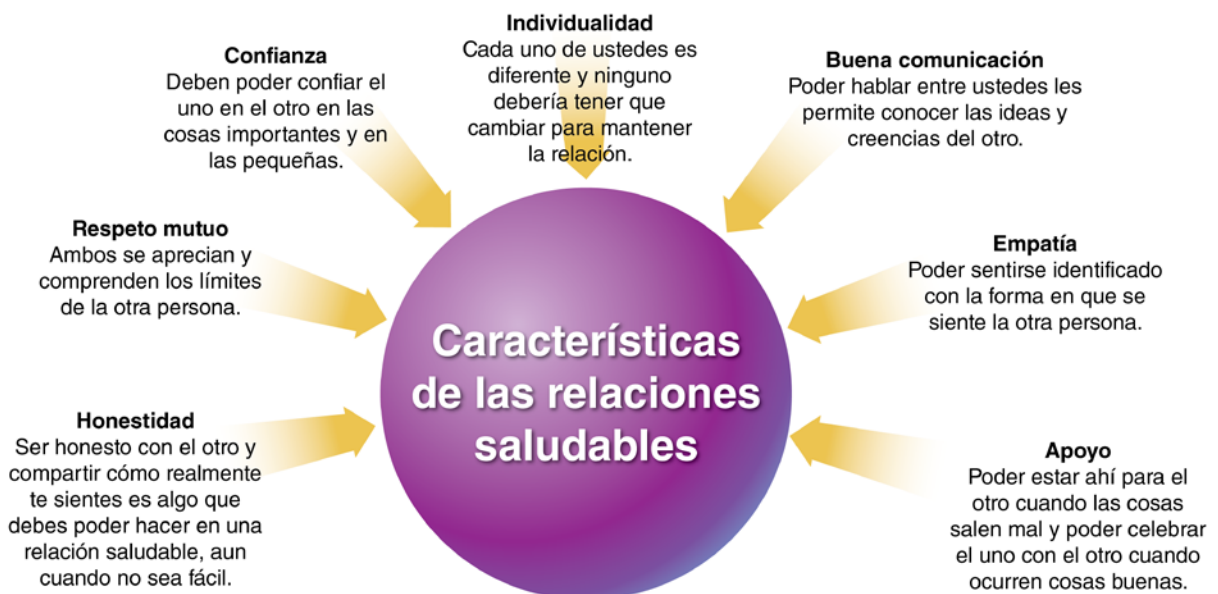 Individualidad
Cada uno de ustedes es
diferente y ninguno
debería tener que
cambiar para mantener
la relación.
Confianza
Deben poder confiar el
uno en el otro en las
cosas importantes y en
las pequeñas.
Buena comunicación
Poder hablar entre ustedes les
permite conocer las ideas y
creencias del otro.
Respeto mutuo
Ambos se aprecian y
comprenden los límites
de la otra persona.
Empatía
Poder sentirse identificado
con la forma en que se
siente la otra persona.
Características
de las relaciones
saludables
Honestidad
Ser honesto con el otro y
compartir cómo realmente
te sientes es algo que
debes poder hacer en una
relación saludable, aun
cuando no sea fácil.
Apoyo
Poder estar ahí para el
otro cuando las cosas
salen mal y poder celebrar
el uno con el otro cuando
ocurren cosas buenas.